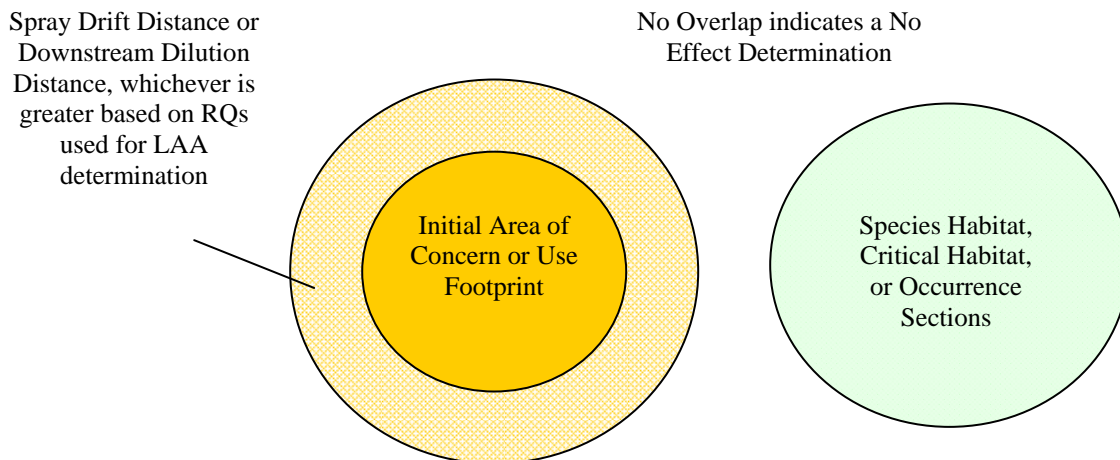 Spray Drift Distance or
Downstream Dilution
Distance, whichever is
greater based on RQs
used for LAA
determination
No Overlap indicates a No
Effect Determination
Initial Area of
Concern or Use
Footprint
Species Habitat,
Critical Habitat,
or Occurrence
Sections